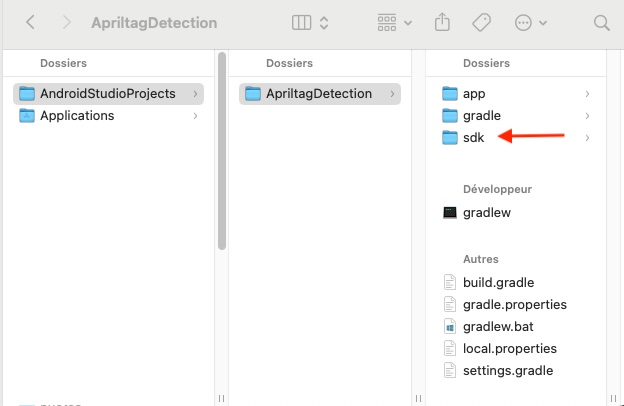 ApriltagDetection
Dossiers
AndroidStudioProjects
Applications
Dossiers
ApriltagDetection
Dossiers
app
gradle
sdk
Développeur
gradlew
Autres
build.gradle
gradle.properties
gradlew.bat
local.properties
settings.gradle